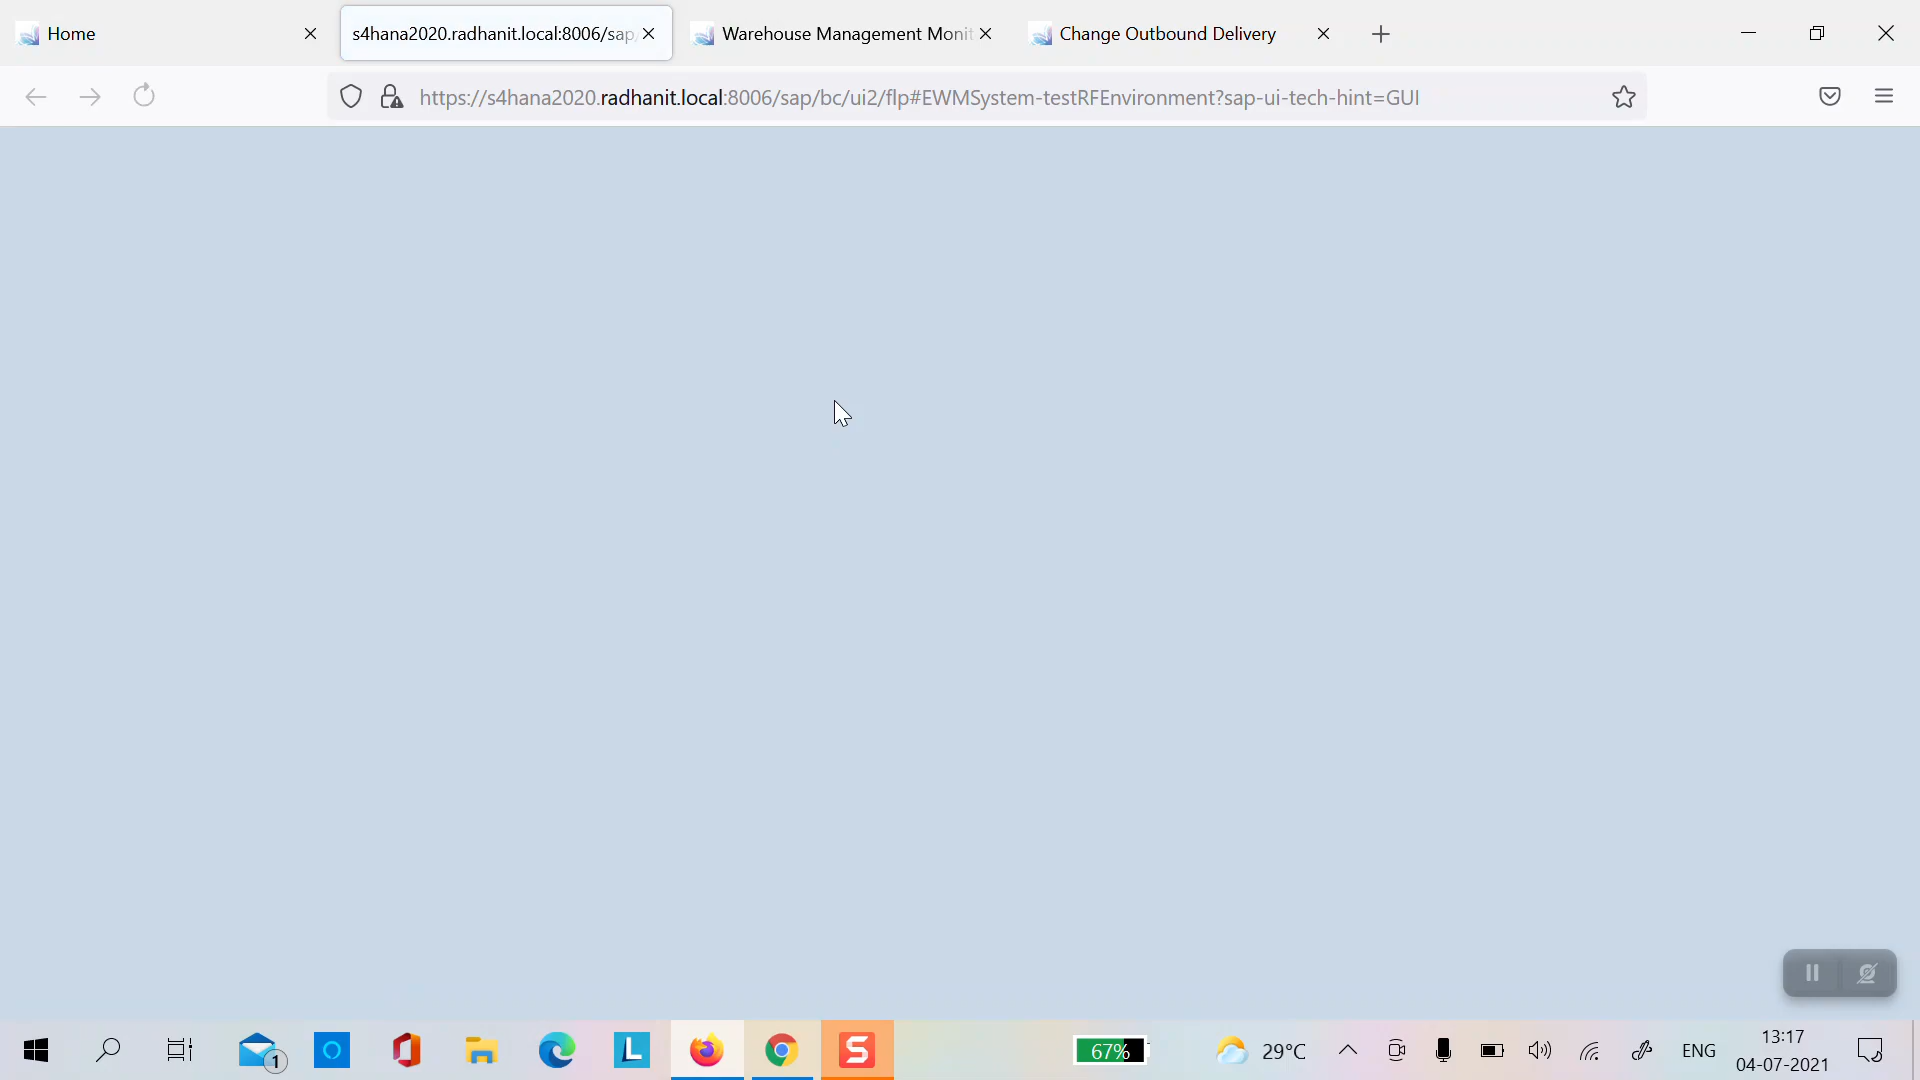 Home
s4hana2020.radhanit.local:8006/sap
Warehouse Management Monit
Change Outbound Delivery
https://s4hana2020.radhanit.local:8006/sap/bc/ui2/flp#EWMSystem-testRFEnvironment?sap-ui-tech-hint=GUI
1
L
S
67%
29°C
ENG
13:17
04-07-2021